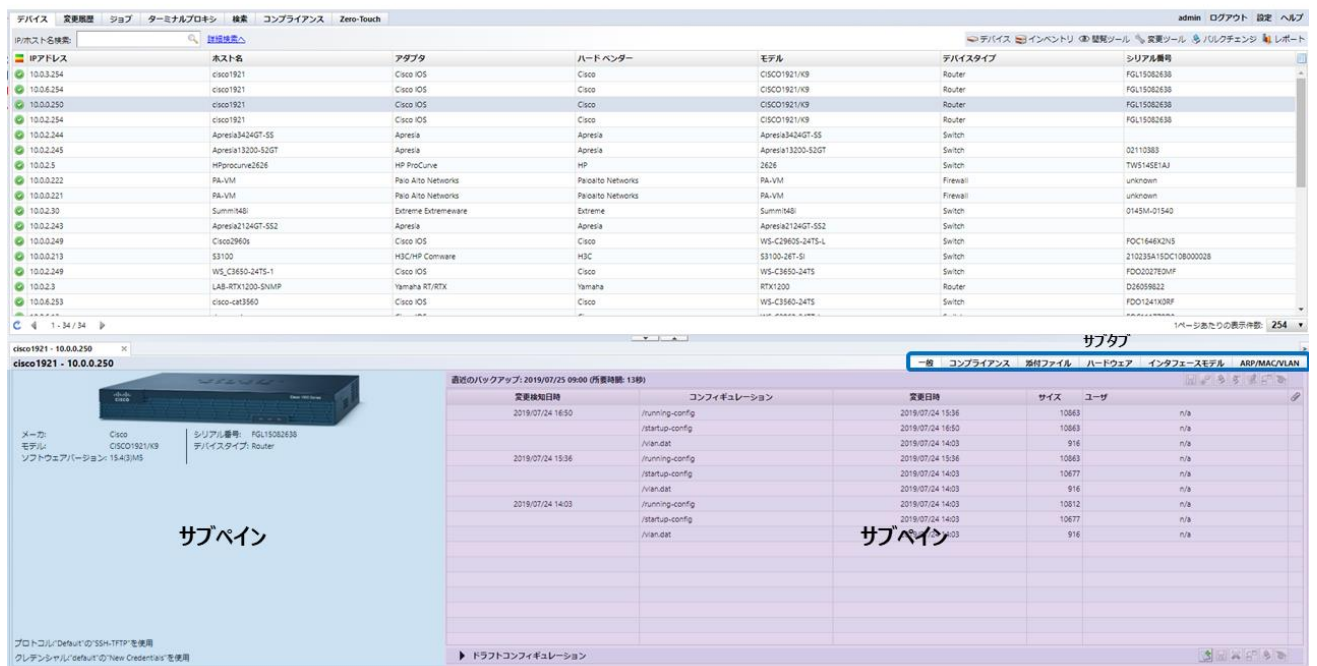 デバイス 変更履歴 ジョブ ターミナルプロキシ 検索 コンプライアンス Zero-Touch admin ログアウト 設定 ヘルプ
IP/ホスト名検索: 詳細検索へ デバイス インベントリ 閲覧ツール 変更ツール バルクチェンジ レポート
IPアドレス ホスト名 アダプタ ハードベンダー モデル デバイスタイプ シリアル番号
10.0.3.254 cisco1921 Cisco IOS Cisco CISCO1921/K9 Router FGL15082638
10.0.6.254 cisco1921 Cisco IOS Cisco CISCO1921/K9 Router FGL15082638
10.0.0.250 cisco1921 Cisco IOS Cisco CISCO1921/K9 Router FGL15082638
10.0.2.254 cisco1921 Cisco IOS Cisco CISCO1921/K9 Router FGL15082638
10.0.2.244 Apresia3424GT-SS Apresia Apresia Apresia3424GT-SS Switch
10.0.2.245 Apresia13200-52GT Apresia Apresia Apresia13200-52GT Switch 02110383
10.0.2.5 HPprocurve2626 HP ProCurve HP 2626 Switch TW514SE1AJ
10.0.0.222 PA-VM Palo Alto Networks Paloalto Networks PA-VM Firewall unknown
10.0.0.221 PA-VM Palo Alto Networks Paloalto Networks PA-VM Firewall unknown
10.0.2.30 Summit48i Extreme Extremeware Extreme Summit48i Switch 0145M-01540
10.0.2.243 Apresia2124GT-SS2 Apresia Apresia Apresia2124GT-SS2 Switch
10.0.0.249 Cisco2960s Cisco IOS Cisco WS-C2960S-24TS-L Switch FOC1646X2N5
10.0.0.213 S3100 H3C/HP Comware H3C S3100-26T-SI Switch 210235A15DC10B000028
10.0.2.249 WS_C3650-24TS-1 Cisco IOS Cisco WS-C3650-24TS Switch FDO2027E0MF
10.0.2.3 LAB-RTX1200-SNMP Yamaha RT/RTX Yamaha RTX1200 Router D26059822
10.0.6.253 cisco-cat3560 Cisco IOS Cisco WS-C3560-24TS Switch FDO1241X0RF
1 - 34 / 34 1ページあたりの表示件数: 254
サブタブ
cisco1921 - 10.0.0.250
cisco1921 - 10.0.0.250 一般 コンプライアンス 添付ファイル ハードウェア インタフェースモデル ARP/MAC/VLAN
直近のバックアップ: 2019/07/25 09:00 (所要時間: 13秒)
変更検知日時 コンフィギュレーション 変更日時 サイズ ユーザ
2019/07/24 16:50 /running-config 2019/07/24 15:36 10863 n/a
/startup-config 2019/07/24 16:50 10863 n/a
/vlan.dat 2019/07/24 14:03 916 n/a
2019/07/24 15:36 /running-config 2019/07/24 15:36 10863 n/a
/startup-config 2019/07/24 14:03 10677 n/a
/vlan.dat 2019/07/24 14:03 916 n/a
2019/07/24 14:03 /running-config 2019/07/24 14:03 10812 n/a
/startup-config 2019/07/24 14:03 10677 n/a
/vlan.dat 14:03 916 n/a
cisco
メーカ: Cisco シリアル番号: FGL15082638
モデル: CISCO1921/K9 デバイスタイプ: Router
ソフトウェアバージョン: 15.4(3)M5
サブペイン サブペイン
プロトコル/"Default"の"SSH-TFTP"を使用
クレデンシャル/"default"の"New Credentials"を使用
ドラフトコンフィギュレーション